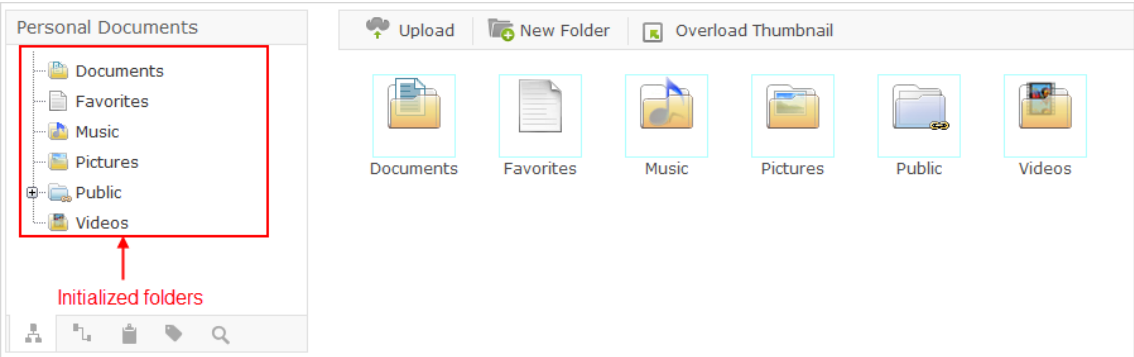 Personal Documents
Documents
Favorites
Music
Pictures
Public
Videos
Initialized folders
Upload New Folder Overload Thumbnail
Documents Favorites Music Pictures Public Videos